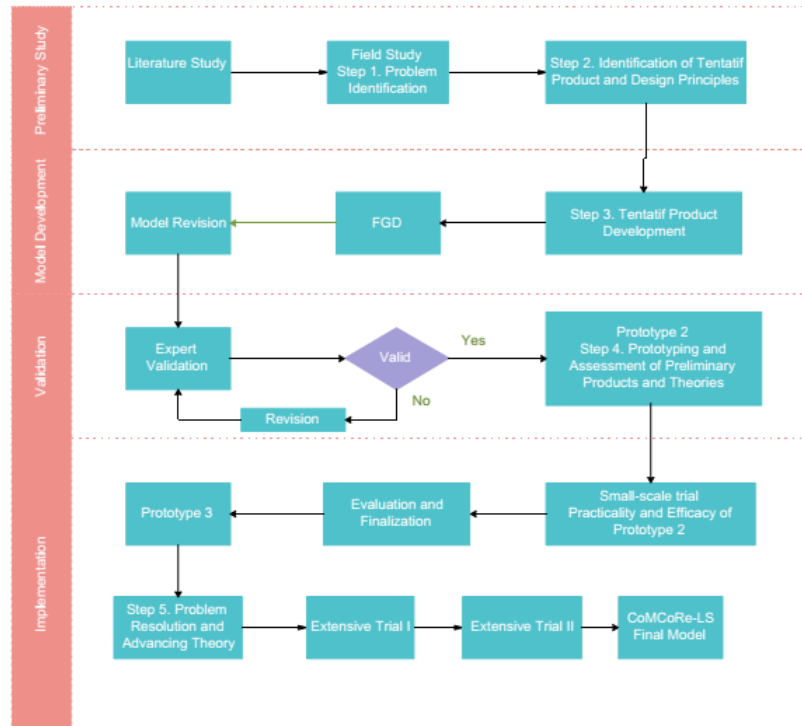 Preliminary Study
Literature Study
Field Study
Step 1. Problem
Identification
Step 2. Identification of Tentatif
Product and Design Principles
Model Development
Model Revision
FGD
Step 3. Tentatif Product
Development
Validation
Expert
Validation
Valid
Yes
No
Revision
Prototype 2
Step 4. Prototyping and
Assessment of Preliminary
Products and Theories
Implementation
Prototype 3
Evaluation and
Finalization
Small-scale trial
Practicality and Efficacy of
Prototype 2
Step 5. Problem
Resolution and
Advancing Theory
Extensive Trial I
Extensive Trial II
CoMCoRe-LS
Final Model